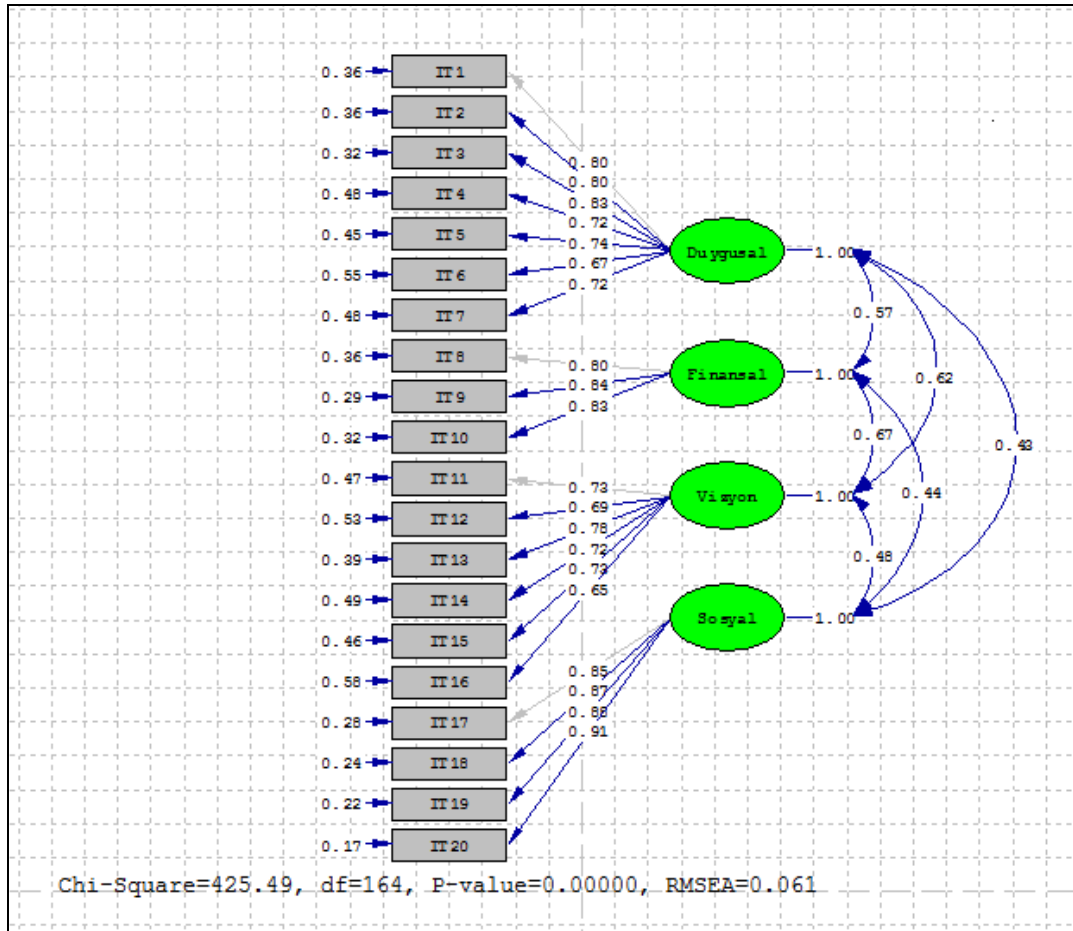 0.36 IT1
0.36 IT2
0.32 IT3
0.48 IT4
0.45 IT5
0.55 IT6
0.48 IT7
0.36 IT8
0.29 IT9
0.32 IT10
0.47 IT11
0.53 IT12
0.39 IT13
0.49 IT14
0.46 IT15
0.58 IT16
0.28 IT17
0.24 IT18
0.22 IT19
0.17 IT20
0.80
0.80
0.83
0.72
0.74
0.67
0.72
0.80
0.84
0.83
0.73
0.69
0.78
0.72
0.73
0.65
0.85
0.87
0.88
0.91
Duygusal 1.00
Finansal 1.00
Visyon 1.00
Sosyal 1.00
0.57
0.62
0.67
0.43
0.44
0.48
Chi-Square=425.49, df=164, P-value=0.00000, RMSEA=0.061